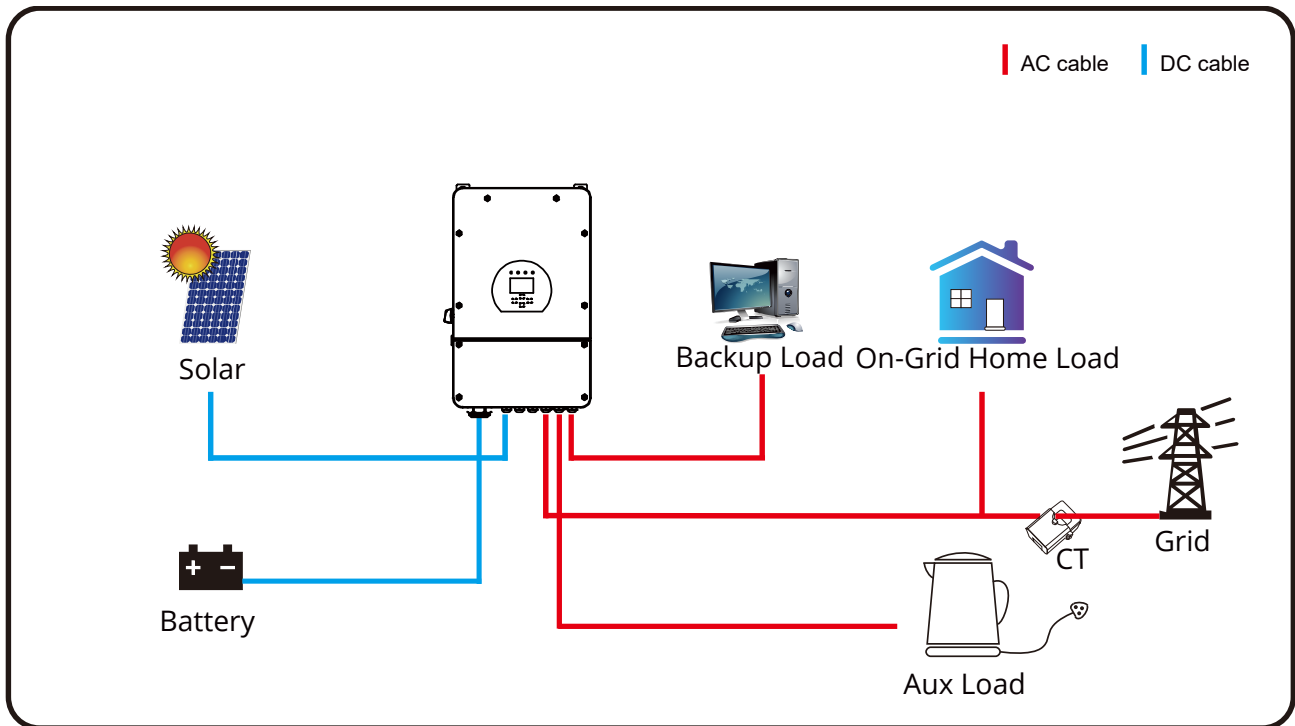 AC cable
DC cable
Solar
Backup Load
On-Grid Home Load
CT
Grid
Battery
Aux Load